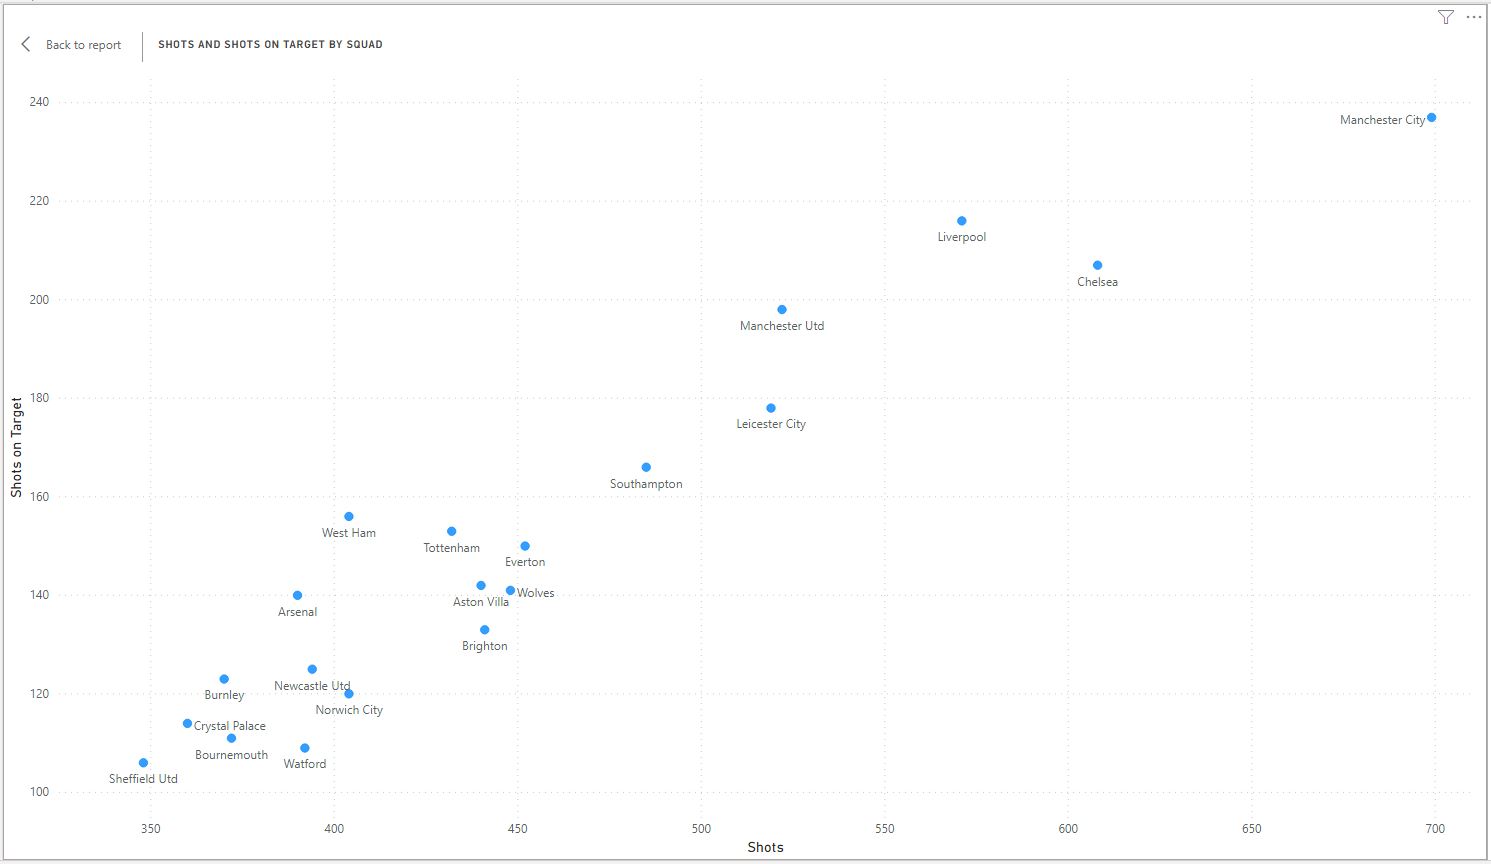 Back to report
SHOTS AND SHOTS ON TARGET BY SQUAD
240
Manchester City
220
Liverpool
Chelsea
200
Manchester Utd
180
Leicester City
Southampton
160
West Ham
Tottenham
Everton
140
Wolves
Aston Villa
Arsenal
Brighton
Newcastle Utd
120
Burnley
Norwich City
Crystal Palace
Bournemouth
Watford
Sheffield Utd
100
Shots on Target
350 400 450 500 550 600 650 700
Shots